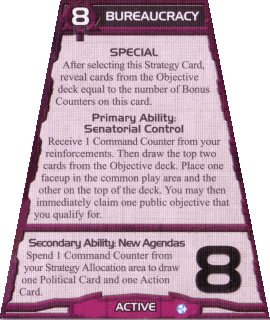 8 BUREAUCRACY
SPECIAL
After selecting this Strategy Card,
reveal cards from the Objective
deck equal to the number of Bonus
Counters on this card.
Primary Ability:
Senatorial Control
Receive 1 Command Counter from your
reinforcements. Then draw the top two
cards from the Objective deck. Place one
faceup in the common play area and the
other on the top of the deck. You may then
immediately claim one public objective that
you qualify for.
Secondary Ability: New Agendas
Spend 1 Command Counter from
your Strategy Allocation area to draw
one Political Card and one Action
Card.
8
ACTIVE